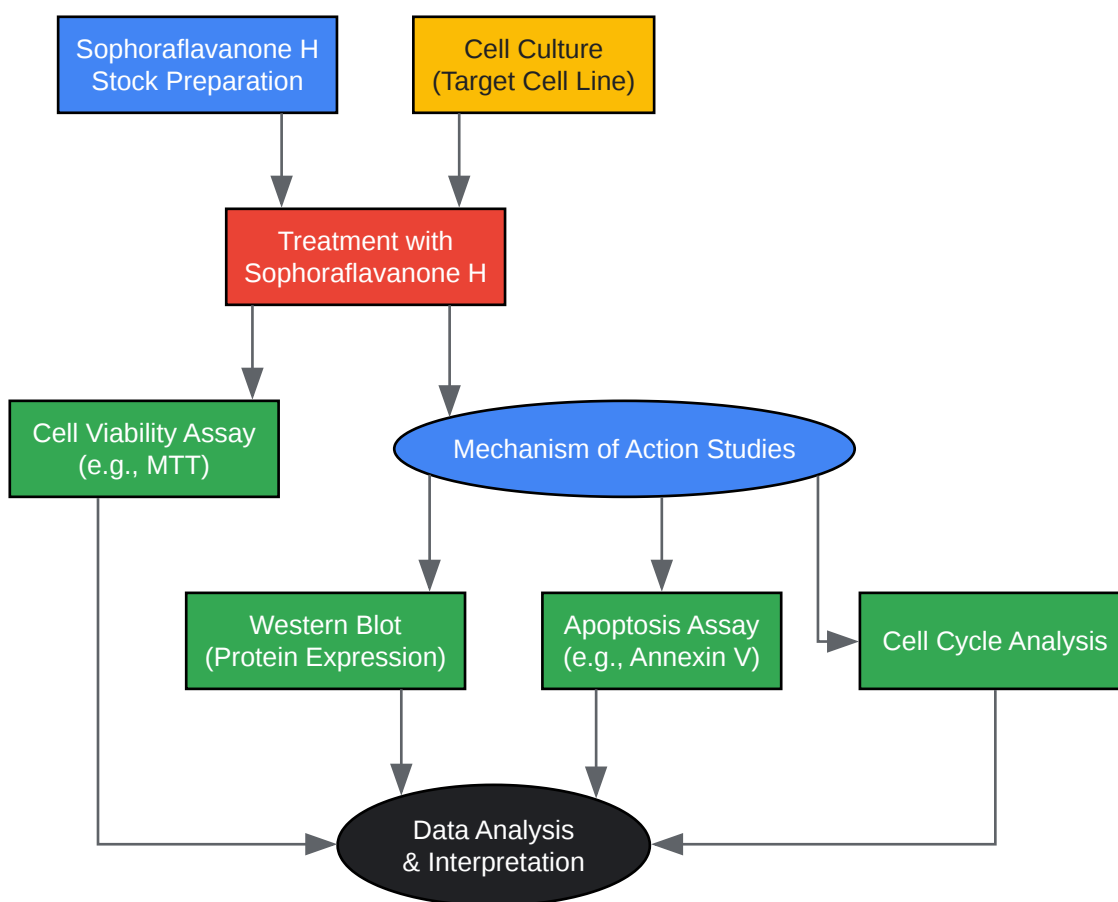 Sophoraflavanone H
Stock Preparation
Cell Culture
(Target Cell Line)
Treatment with
Sophoraflavanone H
Cell Viability Assay
(e.g., MTT)
Mechanism of Action Studies
Western Blot
(Protein Expression)
Apoptosis Assay
(e.g., Annexin V)
Cell Cycle Analysis
Data Analysis
& Interpretation